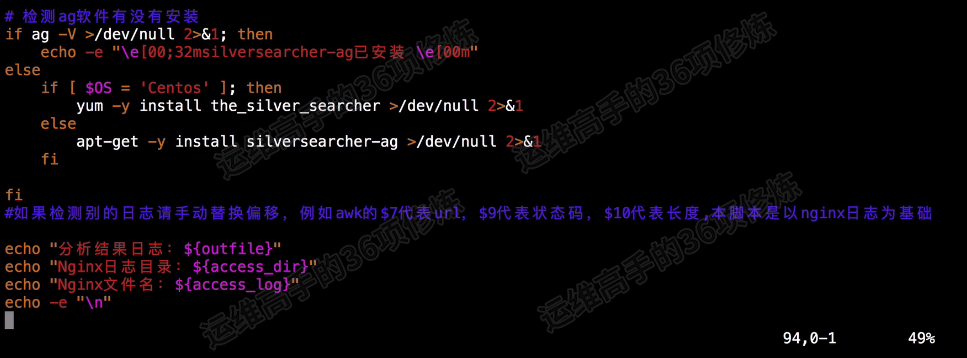 # 检测ag软件有没有安装
if ag -V >/dev/null 2>&1; then
    echo -e "\e[00;32msilversearcher-ag已安装 \e[00m"
else
    if [ $OS = 'Centos' ]; then
        yum -y install the_silver_searcher >/dev/null 2>&1
    else
        apt-get -y install silversearcher-ag >/dev/null 2>&1
    fi
fi
#如果检测别的日志请手动替换偏移，例如awk的$7代表url，$9代表状态码，$10代表长度,本脚本是以nginx日志为基础
echo "分析结果日志：${outfile}"
echo "Nginx日志目录：${access_dir}"
echo "Nginx文件名：${access_log}"
echo -e "\n"
94,0-1 49%
运维高手的36项修炼
运维高手的36项修炼
运维高手的36项修炼
运维高手的36项修炼